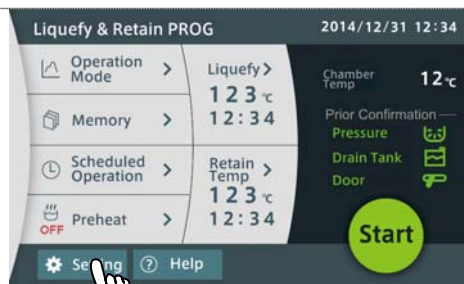 Liquefy & Retain PROG
2014/12/31 12:34
Operation
Mode >
Memory >
Scheduled
Operation >
OFF Preheat >
Liquefy >
123 ℃
12:34
Retain
Temp >
123 ℃
12:34
Chamber
Temp
12 ℃
Prior Confirmation
Pressure
Drain Tank
Door
Start
Help